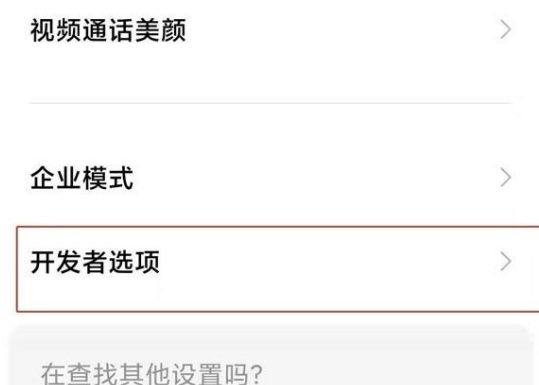 视频通话美颜
企业模式
开发者选项
在查找其他设置吗?